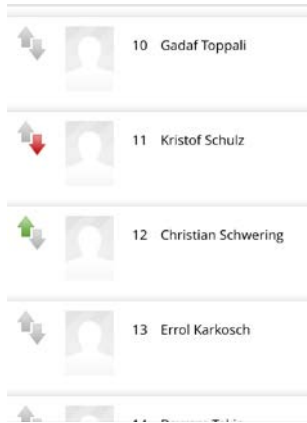 10 Gadaf Toppali
11 Kristof Schulz
12 Christian Schwering
13 Errol Karkosch